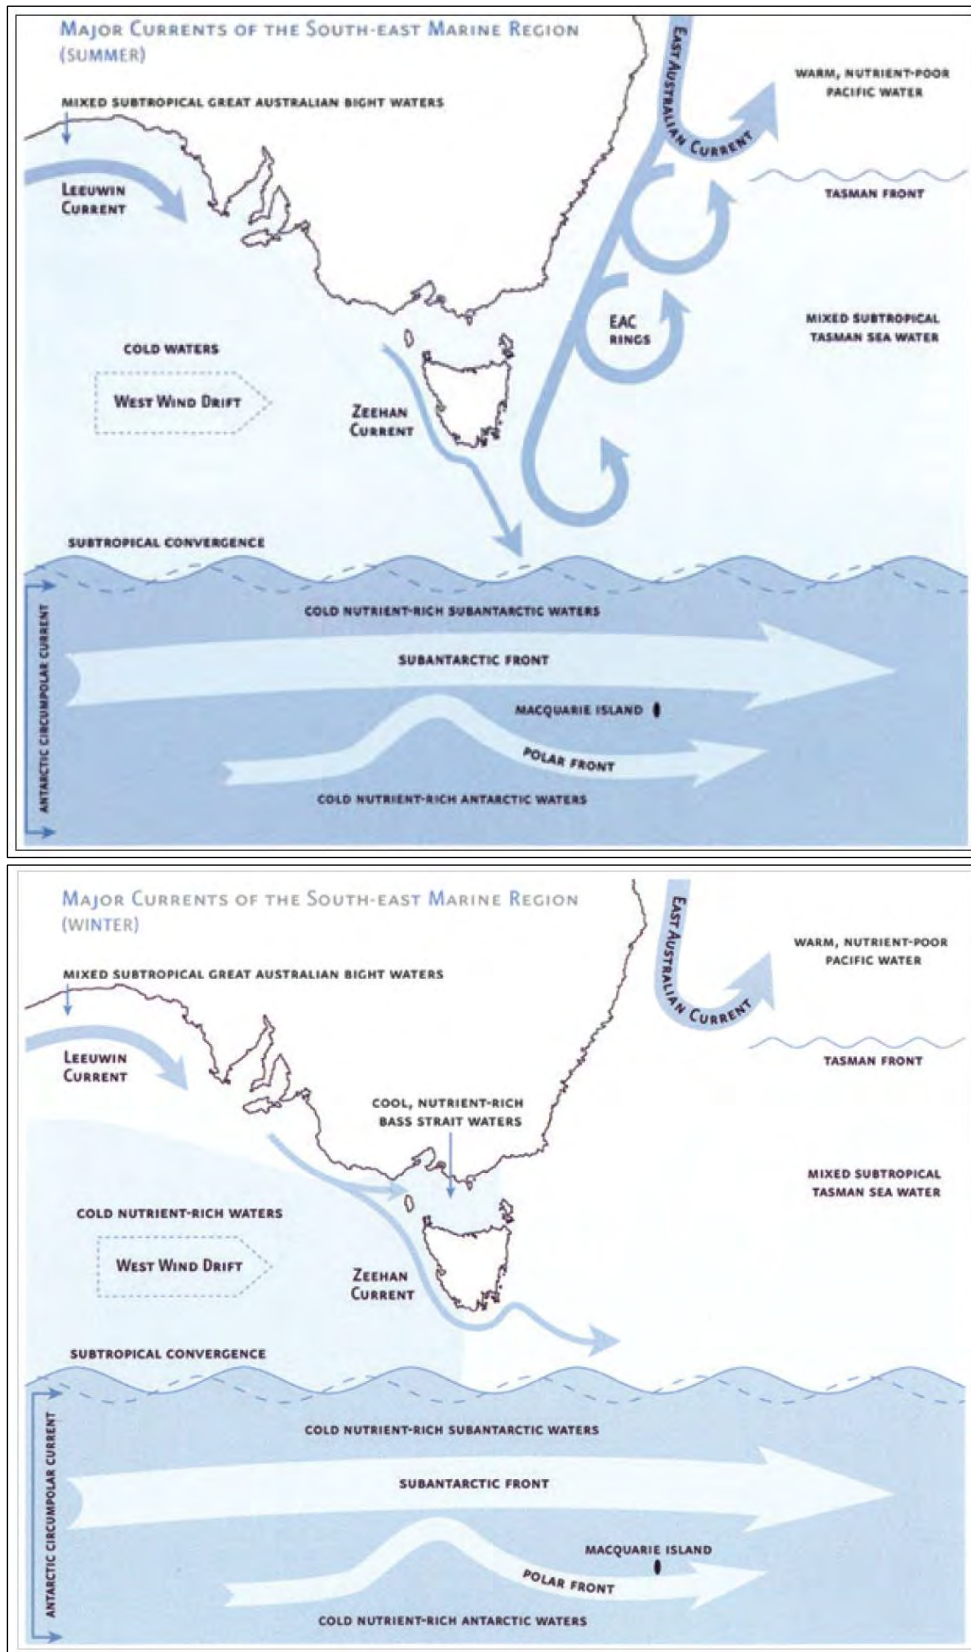 MAJOR CURRENTS OF THE SOUTH-EAST MARINE REGION
(SUMMER)
MIXED SUBTROPICAL GREAT AUSTRALIAN BIGHT WATERS
LEEUWIN
CURRENT
EAST AUSTRALIAN CURRENT
WARM, NUTRIENT-POOR
PACIFIC WATER
TASMAN FRONT
EAC
RINGS
MIXED SUBTROPICAL
TASMAN SEA WATER
COLD WATERS
WEST WIND DRIFT
ZEEHAN
CURRENT
SUBTROPICAL CONVERGENCE
ANTARCTIC CIRCUMPOLAR CURRENT
COLD NUTRIENT-RICH SUBANTARCTIC WATERS
SUBANTARCTIC FRONT
MACQUARIE ISLAND
POLAR FRONT
COLD NUTRIENT-RICH ANTARCTIC WATERS
MAJOR CURRENTS OF THE SOUTH-EAST MARINE REGION
(WINTER)
MIXED SUBTROPICAL GREAT AUSTRALIAN BIGHT WATERS
LEEUWIN
CURRENT
EAST AUSTRALIAN CURRENT
WARM, NUTRIENT-POOR
PACIFIC WATER
TASMAN FRONT
COOL, NUTRIENT-RICH
BASS STRAIT WATERS
MIXED SUBTROPICAL
TASMAN SEA WATER
COLD NUTRIENT-RICH WATERS
WEST WIND DRIFT
ZEEHAN
CURRENT
SUBTROPICAL CONVERGENCE
ANTARCTIC CIRCUMPOLAR CURRENT
COLD NUTRIENT-RICH SUBANTARCTIC WATERS
SUBANTARCTIC FRONT
MACQUARIE ISLAND
POLAR FRONT
COLD NUTRIENT-RICH ANTARCTIC WATERS